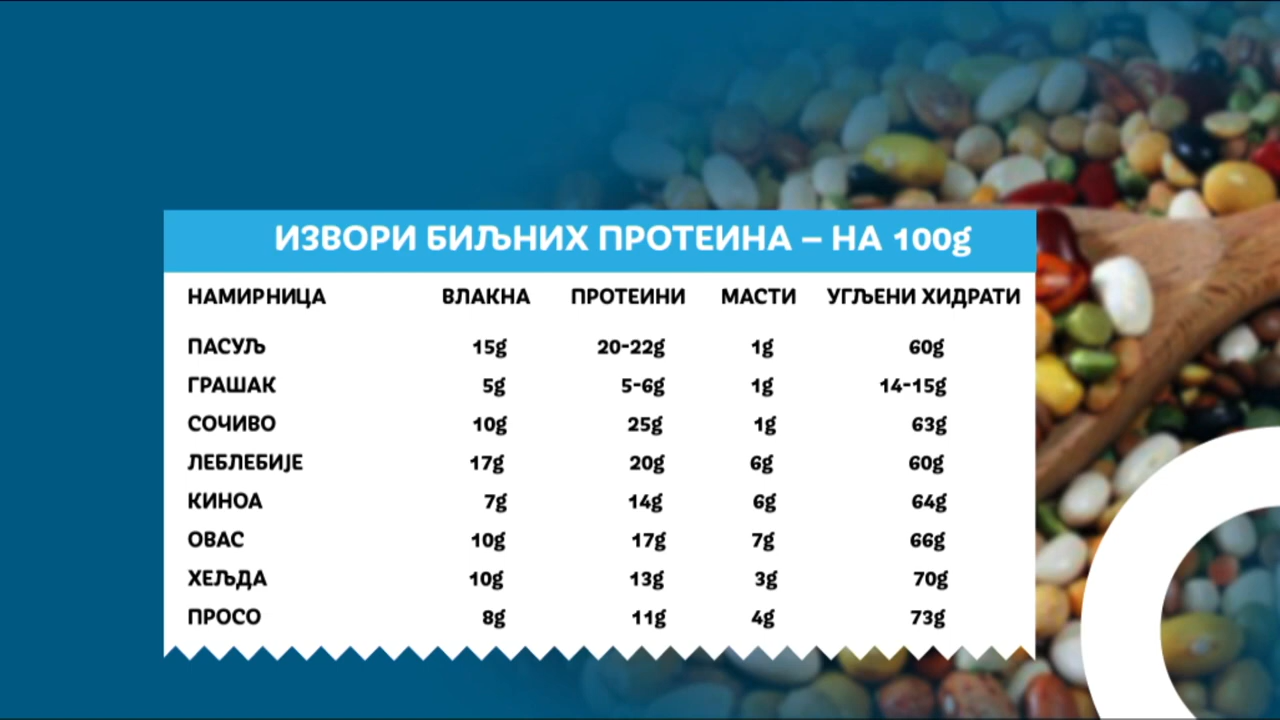 ИЗВОРИ БИЉНИХ ПРОТЕИНА – НА 100g
НАМИРНИЦА ВЛАКНА ПРОТЕИНИ МАСТИ УГЉЕНИ ХИДРАТИ
ПАСУЉ 15g 20-22g 1g 60g
ГРАШАК 5g 5-6g 1g 14-15g
СОЧИВО 10g 25g 1g 63g
ЛЕБЛЕБИЈЕ 17g 20g 6g 60g
КИНОА 7g 14g 6g 64g
ОВАС 10g 17g 7g 66g
ХЕЉДА 10g 13g 3g 70g
ПРОСО 8g 11g 4g 73g